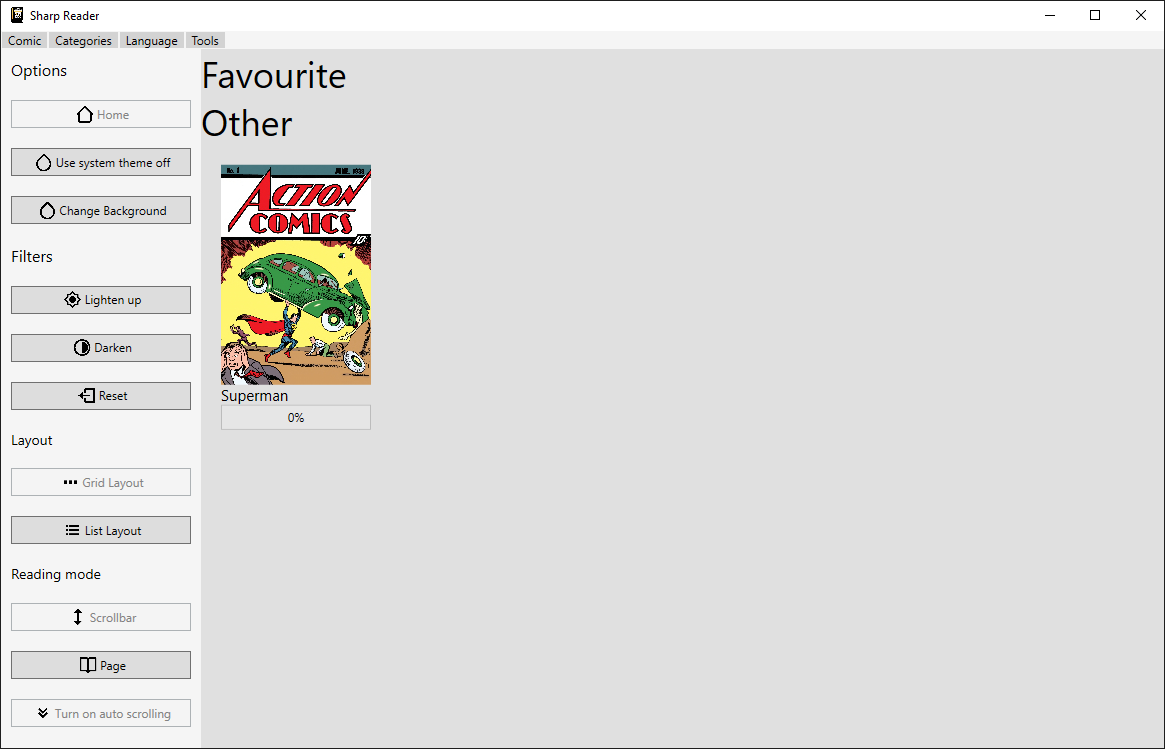 Sharp Reader
Comic Categories Language Tools
Options
Home
Use system theme off
Change Background
Filters
Lighten up
Darken
Reset
Layout
Grid Layout
List Layout
Reading mode
Scrollbar
Page
Turn on auto scrolling
Favourite
Other
No. 1 JUNE, 1938
ACTION
COMICS
10¢
Superman
0%